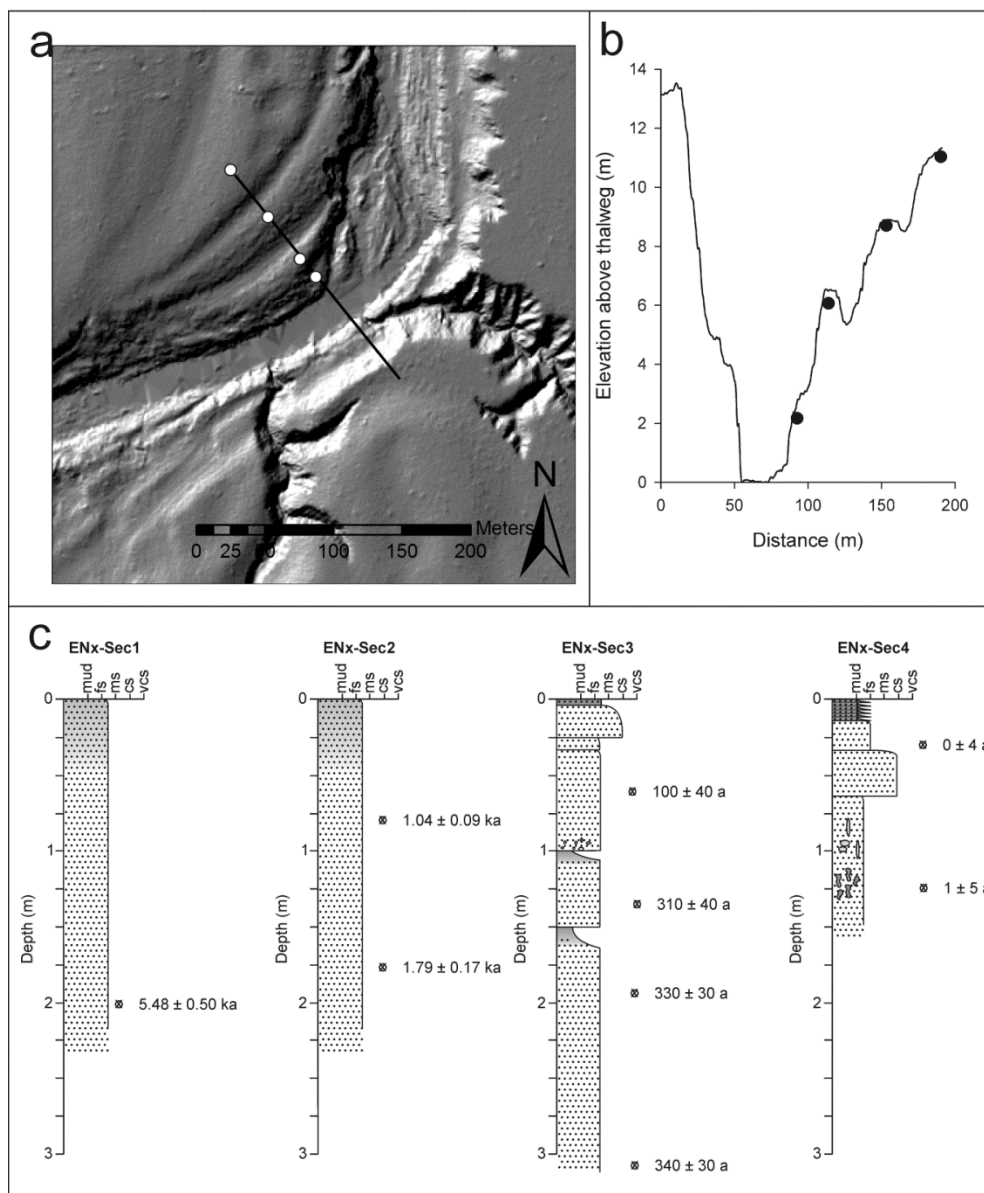 a
N
Meters
0 25 50 100 150 200
b
14
12
10
8
6
4
2
0
Elevation above thalweg (m)
0 50 100 150 200
Distance (m)
c
ENx-Sec1
mud fs ms cs vcs
0
1
2
3
Depth (m)
5.48 ± 0.50 ka
ENx-Sec2
mud fs ms cs vcs
0
1
2
3
Depth (m)
1.04 ± 0.09 ka
1.79 ± 0.17 ka
ENx-Sec3
mud fs ms cs vcs
0
1
2
3
Depth (m)
100 ± 40 a
310 ± 40 a
330 ± 30 a
340 ± 30 a
ENx-Sec4
mud fs ms cs vcs
0
1
2
3
Depth (m)
0 ± 4 a
1 ± 5 a